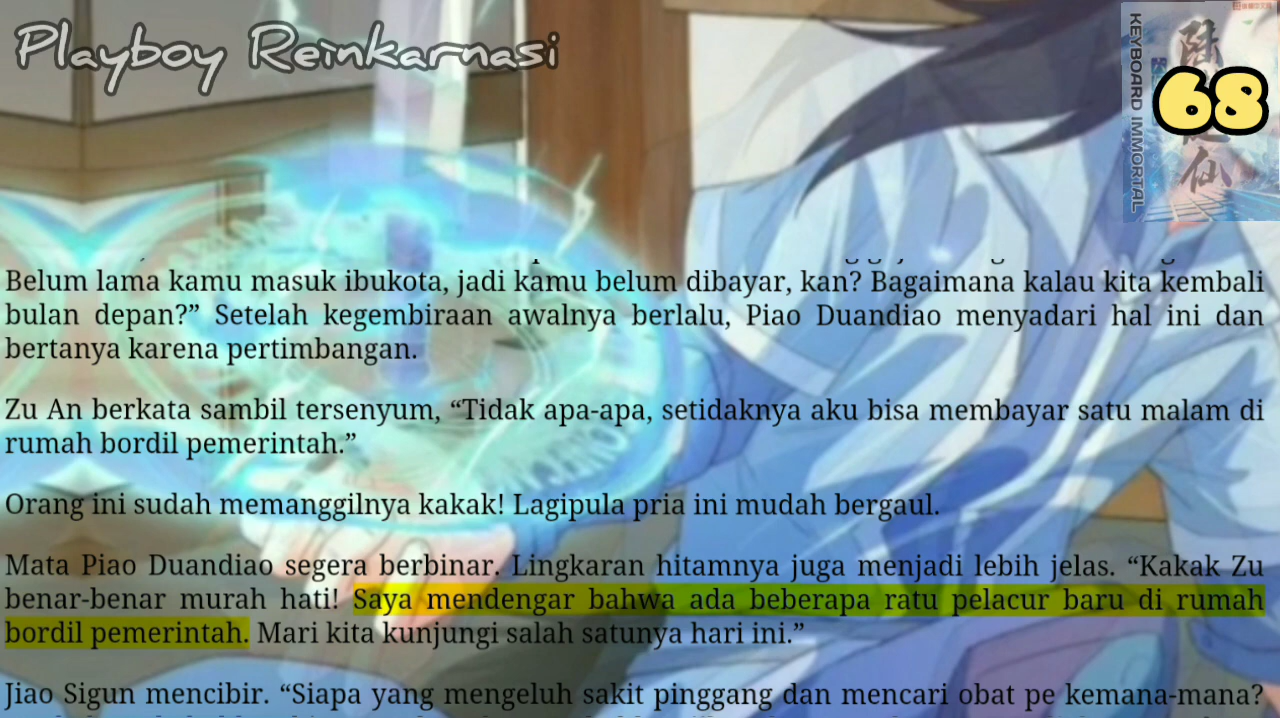 Playboy Reinkarnasi
KEYBOARD IMMORTAL
68
Belum lama kamu masuk ibukota, jadi kamu belum dibayar, kan? Bagaimana kalau kita kembali
bulan depan?” Setelah kegembiraan awalnya berlalu, Piao Duandiao menyadari hal ini dan
bertanya karena pertimbangan.
Zu An berkata sambil tersenyum, “Tidak apa-apa, setidaknya aku bisa membayar satu malam di
rumah bordil pemerintah.”
Orang ini sudah memanggilnya kakak! Lagipula pria ini mudah bergaul.
Mata Piao Duandiao segera berbinar. Lingkaran hitamnya juga menjadi lebih jelas. “Kakak Zu
benar-benar murah hati! Saya mendengar bahwa ada beberapa ratu pelacur baru di rumah
bordil pemerintah. Mari kita kunjungi salah satunya hari ini.”
Jiao Sigun mencibir. “Siapa yang mengeluh sakit pinggang dan mencari obat pe kemana-mana?